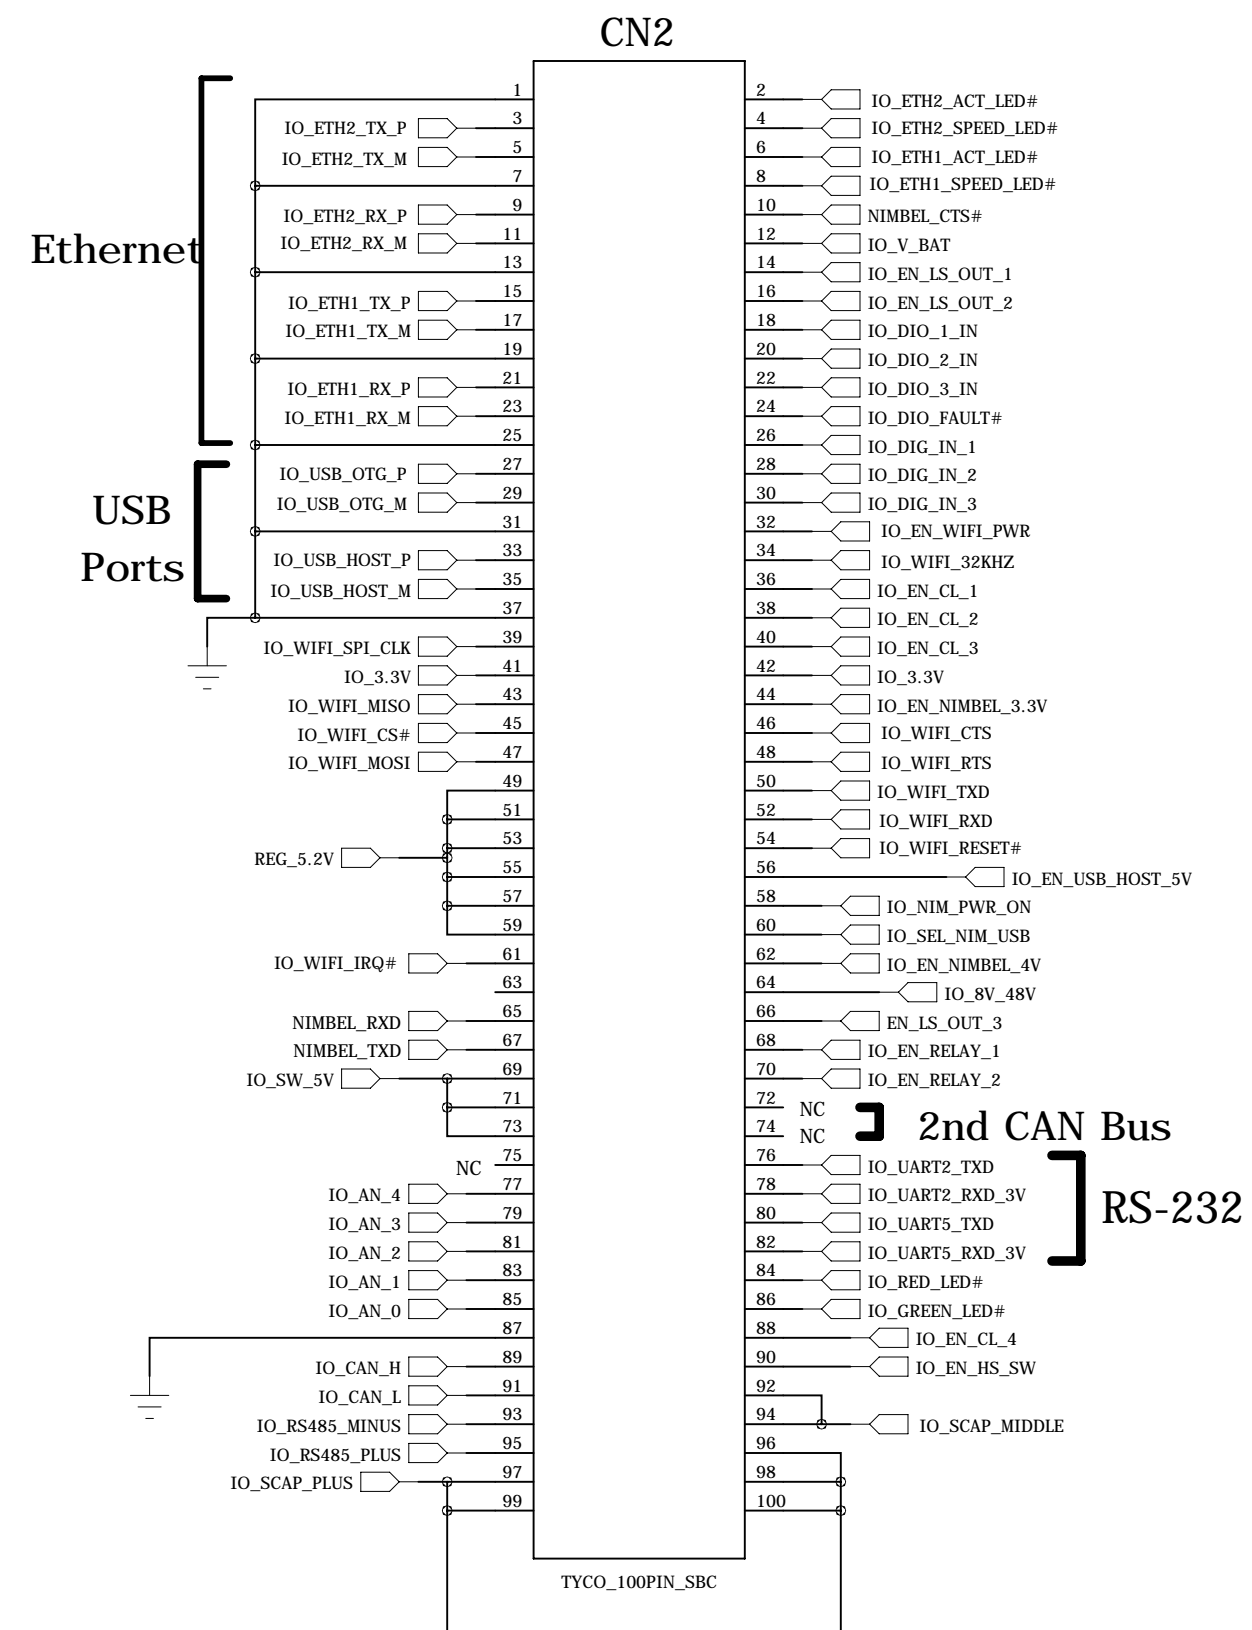 CN2
1 2 IO_ETH2_ACT_LED#
IO_ETH2_TX_P 3 4 IO_ETH2_SPEED_LED#
IO_ETH2_TX_M 5 6 IO_ETH1_ACT_LED#
7 8 IO_ETH1_SPEED_LED#
IO_ETH2_RX_P 9 10 NIMBEL_CTS#
Ethernet IO_ETH2_RX_M 11 12 IO_V_BAT
13 14 IO_EN_LS_OUT_1
IO_ETH1_TX_P 15 16 IO_EN_LS_OUT_2
IO_ETH1_TX_M 17 18 IO_DIO_1_IN
19 20 IO_DIO_2_IN
IO_ETH1_RX_P 21 22 IO_DIO_3_IN
IO_ETH1_RX_M 23 24 IO_DIO_FAULT#
25 26 IO_DIG_IN_1
IO_USB_OTG_P 27 28 IO_DIG_IN_2
USB IO_USB_OTG_M 29 30 IO_DIG_IN_3
31 32 IO_EN_WIFI_PWR
Ports IO_USB_HOST_P 33 34 IO_WIFI_32KHZ
IO_USB_HOST_M 35 36 IO_EN_CL_1
37 38 IO_EN_CL_2
IO_WIFI_SPI_CLK 39 40 IO_EN_CL_3
IO_3.3V 41 42 IO_3.3V
IO_WIFI_MISO 43 44 IO_EN_NIMBEL_3.3V
IO_WIFI_CS# 45 46 IO_WIFI_CTS
IO_WIFI_MOSI 47 48 IO_WIFI_RTS
49 50 IO_WIFI_TXD
51 52 IO_WIFI_RXD
53 54 IO_WIFI_RESET#
REG_5.2V 55 56 IO_EN_USB_HOST_5V
57 58 IO_NIM_PWR_ON
59 60 IO_SEL_NIM_USB
IO_WIFI_IRQ# 61 62 IO_EN_NIMBEL_4V
63 64 IO_8V_48V
NIMBEL_RXD 65 66 EN_LS_OUT_3
NIMBEL_TXD 67 68 IO_EN_RELAY_1
IO_SW_5V 69 70 IO_EN_RELAY_2
71 72 NC 2nd CAN Bus
73 74 NC
NC 75 76 IO_UART2_TXD
IO_AN_4 77 78 IO_UART2_RXD_3V RS-232
IO_AN_3 79 80 IO_UART5_TXD
IO_AN_2 81 82 IO_UART5_RXD_3V
IO_AN_1 83 84 IO_RED_LED#
IO_AN_0 85 86 IO_GREEN_LED#
87 88 IO_EN_CL_4
IO_CAN_H 89 90 IO_EN_HS_SW
IO_CAN_L 91 92
IO_RS485_MINUS 93 94 IO_SCAP_MIDDLE
IO_RS485_PLUS 95 96
IO_SCAP_PLUS 97 98
99 100
TYCO_100PIN_SBC